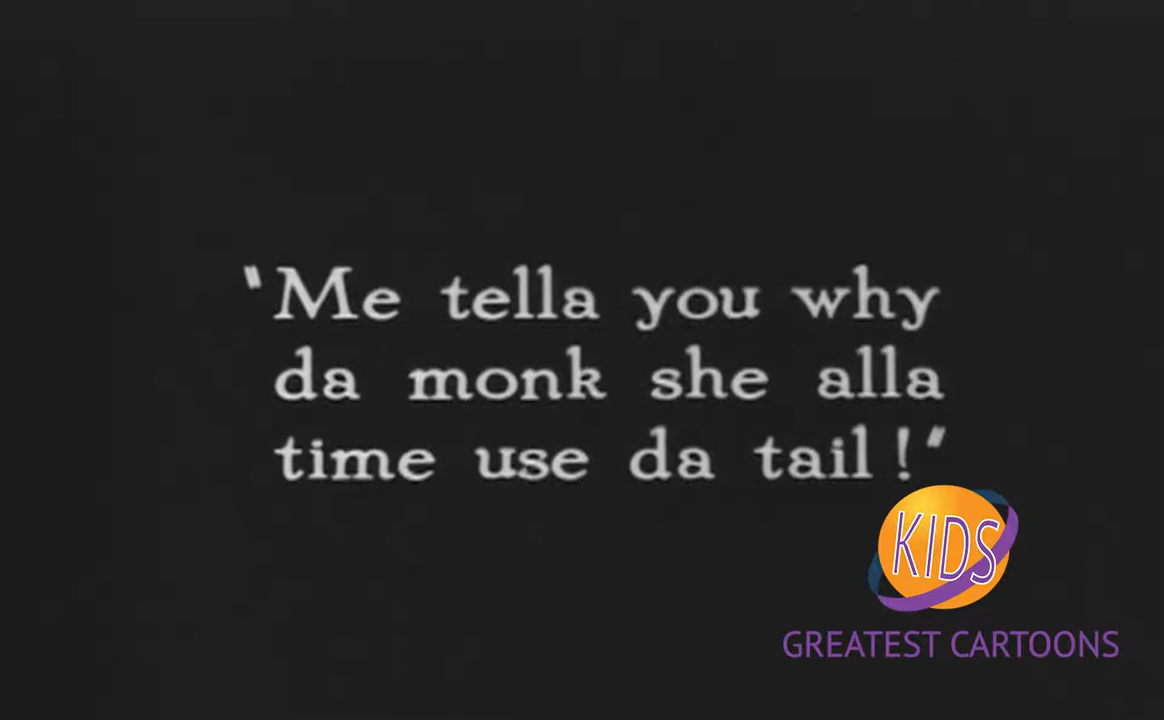 "Me tella you why
da monk she alla
time use da tail!"
KIDS
GREATEST CARTOONS